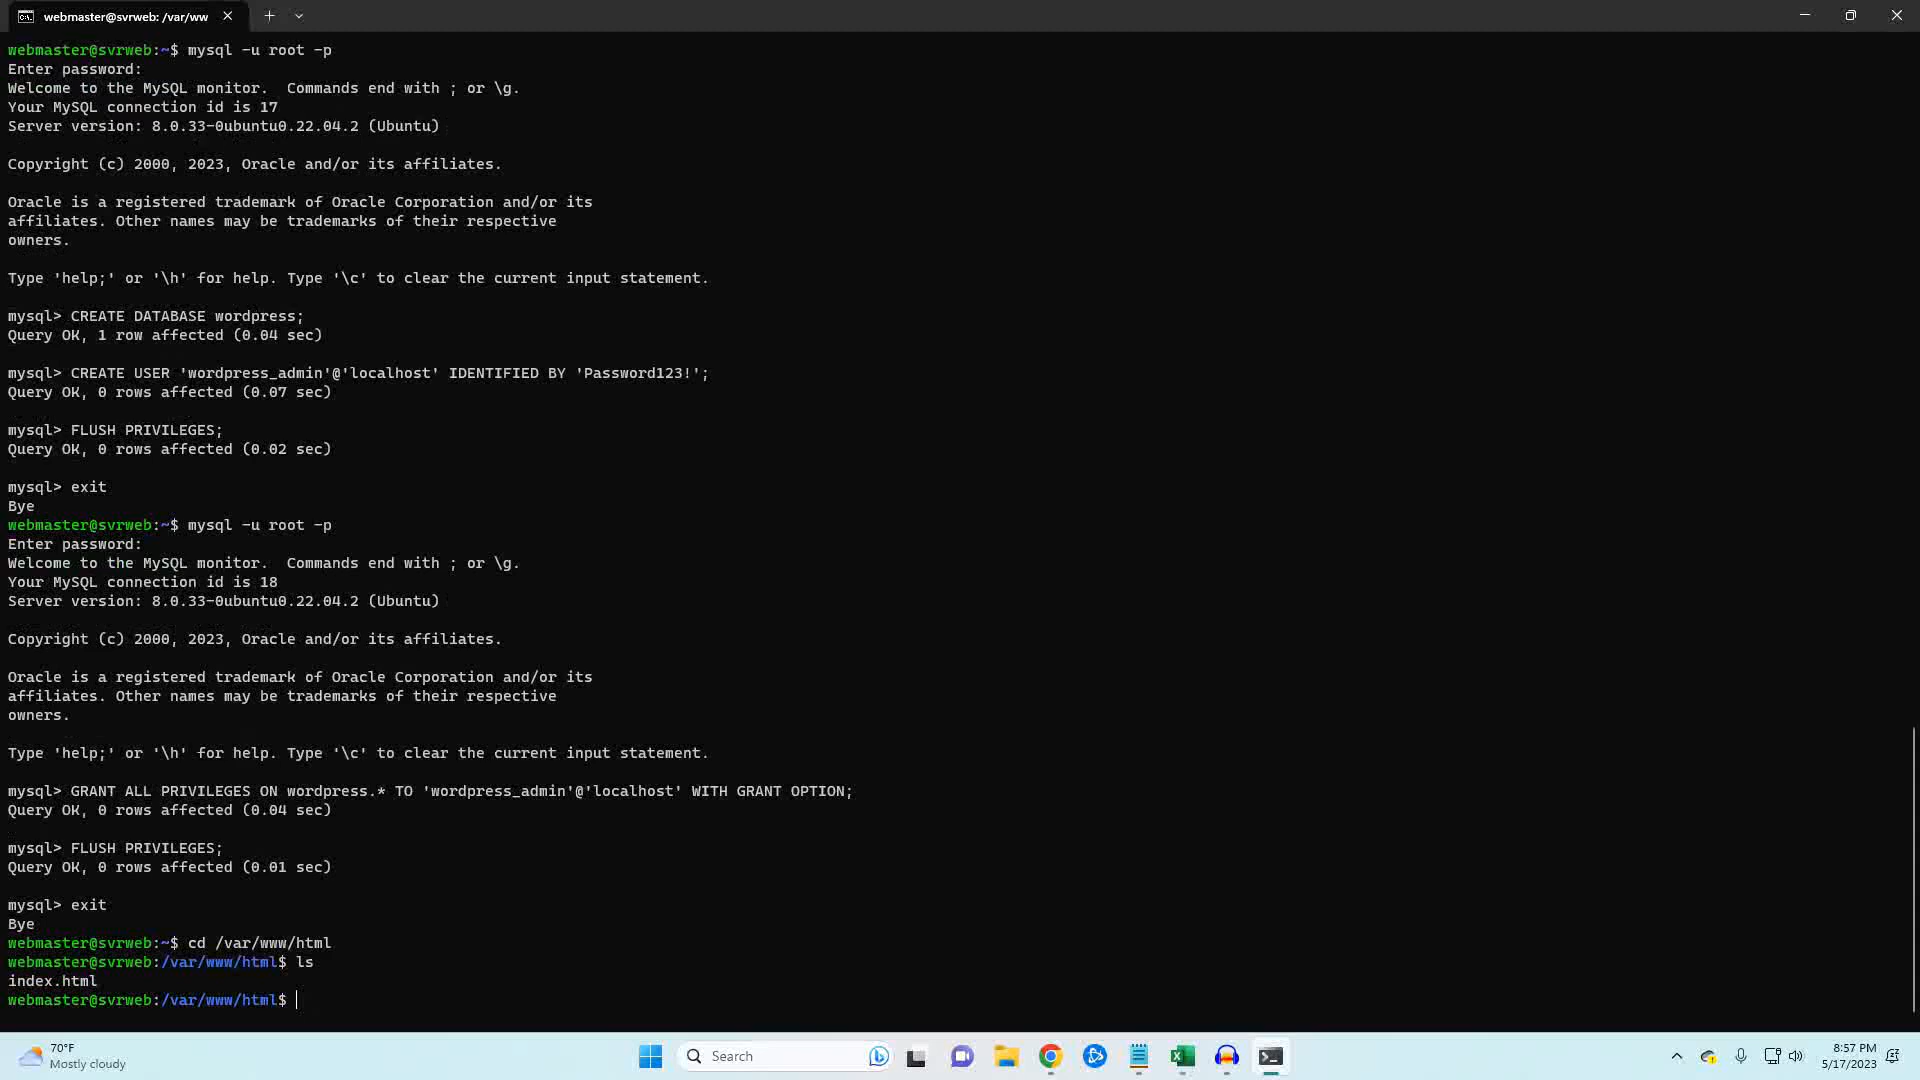 webmaster@svrweb: /var/ww
webmaster@svrweb:~$ mysql -u root -p
Enter password:
Welcome to the MySQL monitor.  Commands end with ; or \g.
Your MySQL connection id is 17
Server version: 8.0.33-0ubuntu0.22.04.2 (Ubuntu)
Copyright (c) 2000, 2023, Oracle and/or its affiliates.
Oracle is a registered trademark of Oracle Corporation and/or its
affiliates. Other names may be trademarks of their respective
owners.
Type 'help;' or '\h' for help. Type '\c' to clear the current input statement.
mysql> CREATE DATABASE wordpress;
Query OK, 1 row affected (0.04 sec)
mysql> CREATE USER 'wordpress_admin'@'localhost' IDENTIFIED BY 'Password123!';
Query OK, 0 rows affected (0.07 sec)
mysql> FLUSH PRIVILEGES;
Query OK, 0 rows affected (0.02 sec)
mysql> exit
Bye
webmaster@svrweb:~$ mysql -u root -p
Enter password:
Welcome to the MySQL monitor.  Commands end with ; or \g.
Your MySQL connection id is 18
Server version: 8.0.33-0ubuntu0.22.04.2 (Ubuntu)
Copyright (c) 2000, 2023, Oracle and/or its affiliates.
Oracle is a registered trademark of Oracle Corporation and/or its
affiliates. Other names may be trademarks of their respective
owners.
Type 'help;' or '\h' for help. Type '\c' to clear the current input statement.
mysql> GRANT ALL PRIVILEGES ON wordpress.* TO 'wordpress_admin'@'localhost' WITH GRANT OPTION;
Query OK, 0 rows affected (0.04 sec)
mysql> FLUSH PRIVILEGES;
Query OK, 0 rows affected (0.01 sec)
mysql> exit
Bye
webmaster@svrweb:~$ cd /var/www/html
webmaster@svrweb:/var/www/html$ ls
index.html
webmaster@svrweb:/var/www/html$
70°F
Mostly cloudy
Search
8:57 PM
5/17/2023